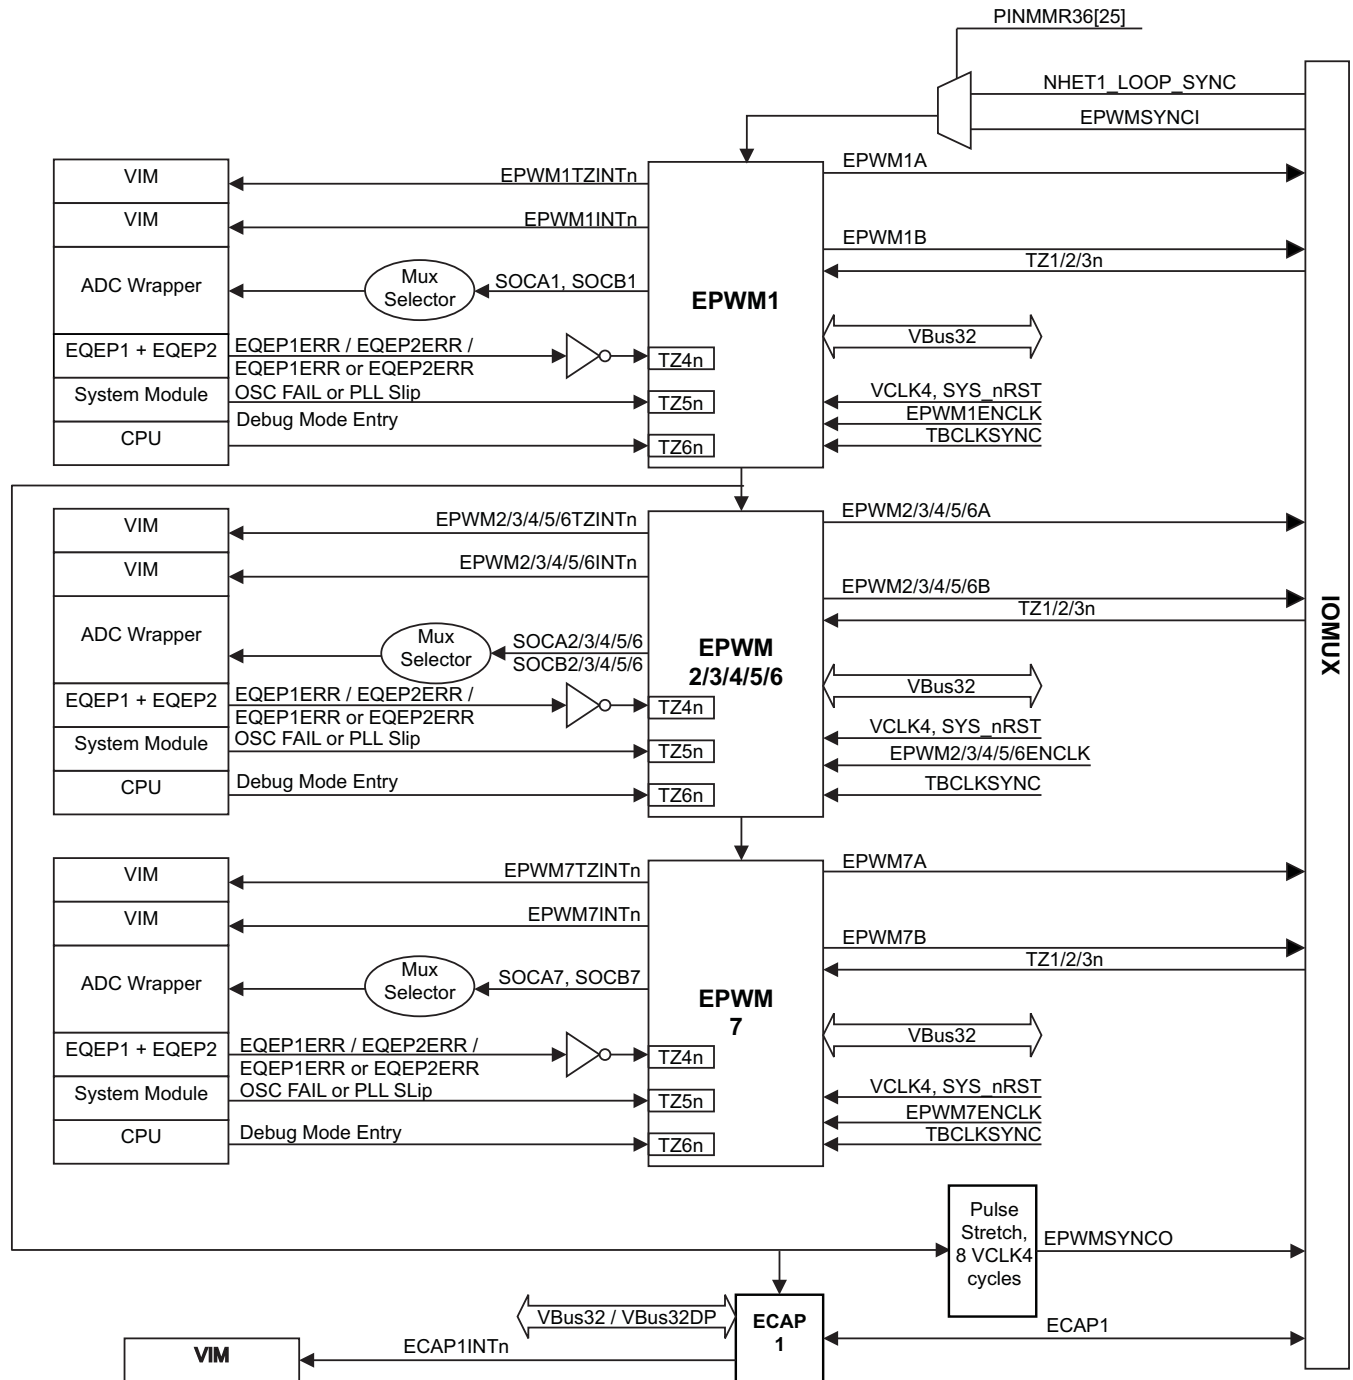 PINMMR36[25]
NHET1_LOOP_SYNC
EPWMSYNCI
VIM
EPWM1TZINTn
EPWM1A
VIM
EPWM1INTn
EPWM1B
TZ1/2/3n
ADC Wrapper
Mux
Selector
SOCA1, SOCB1
EPWM1
VBus32
EQEP1 + EQEP2
EQEP1ERR / EQEP2ERR /
EQEP1ERR or EQEP2ERR
TZ4n
System Module
OSC FAIL or PLL Slip
TZ5n
VCLK4, SYS_nRST
EPWM1ENCLK
TBCLKSYNC
CPU
Debug Mode Entry
TZ6n
VIM
EPWM2/3/4/5/6TZINTn
EPWM2/3/4/5/6A
VIM
EPWM2/3/4/5/6INTn
EPWM2/3/4/5/6B
TZ1/2/3n
ADC Wrapper
Mux
Selector
SOCA2/3/4/5/6
SOCB2/3/4/5/6
EPWM
2/3/4/5/6
VBus32
EQEP1 + EQEP2
EQEP1ERR / EQEP2ERR /
EQEP1ERR or EQEP2ERR
TZ4n
System Module
OSC FAIL or PLL Slip
TZ5n
VCLK4, SYS_nRST
EPWM2/3/4/5/6ENCLK
TBCLKSYNC
CPU
Debug Mode Entry
TZ6n
IOMUX
VIM
EPWM7TZINTn
EPWM7A
VIM
EPWM7INTn
EPWM7B
TZ1/2/3n
ADC Wrapper
Mux
Selector
SOCA7, SOCB7
EPWM
7
VBus32
EQEP1 + EQEP2
EQEP1ERR / EQEP2ERR /
EQEP1ERR or EQEP2ERR
TZ4n
System Module
OSC FAIL or PLL SLip
TZ5n
VCLK4, SYS_nRST
EPWM7ENCLK
TBCLKSYNC
CPU
Debug Mode Entry
TZ6n
Pulse
Stretch,
8 VCLK4
cycles
EPWMSYNCO
VBus32 / VBus32DP
ECAP
1
ECAP1
VIM
ECAP1INTn